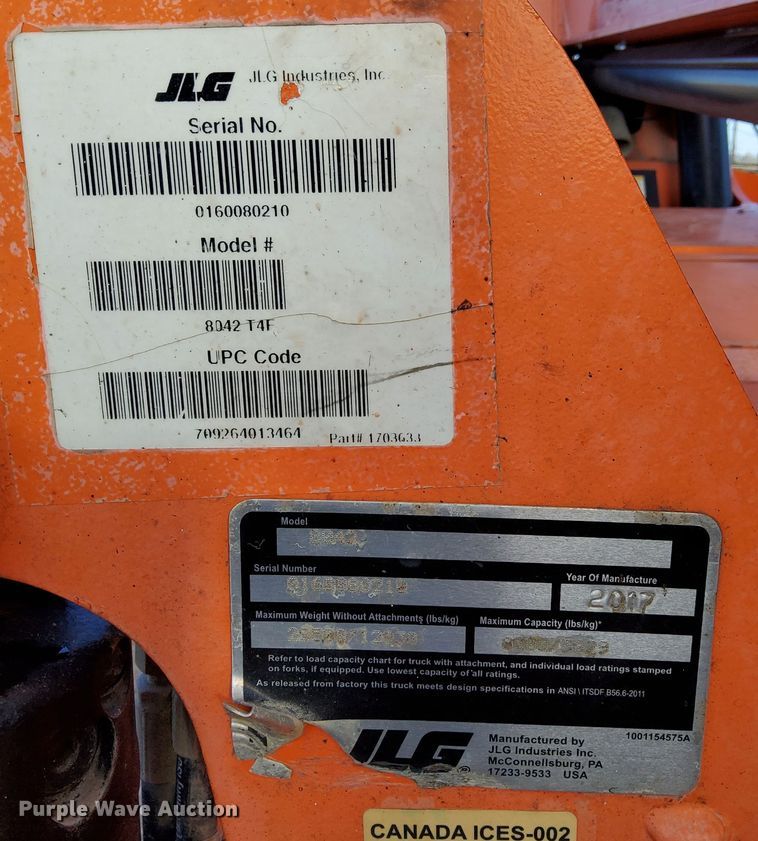 JLG JLG Industries, Inc.
Serial No.
0160080210
Model #
8042 T4F
UPC Code
709264013464 Part# 1703633
Model
8042
Serial Number
0160080210
Year Of Manufacture
2017
Maximum Weight Without Attachments (lbs/kg)
Maximum Capacity (lbs/kg)*
Refer to load capacity chart for truck with attachment, and individual load ratings stamped
on forks, if equipped. Use lowest capacity of all ratings.
As released from factory this truck meets design specifications in ANSI \ ITSDF B56.6-2011
JLG ®
Manufactured by
JLG Industries Inc.
McConnellsburg, PA
17233-9533 USA
1001154575A
Purple Wave Auction
CANADA ICES-002